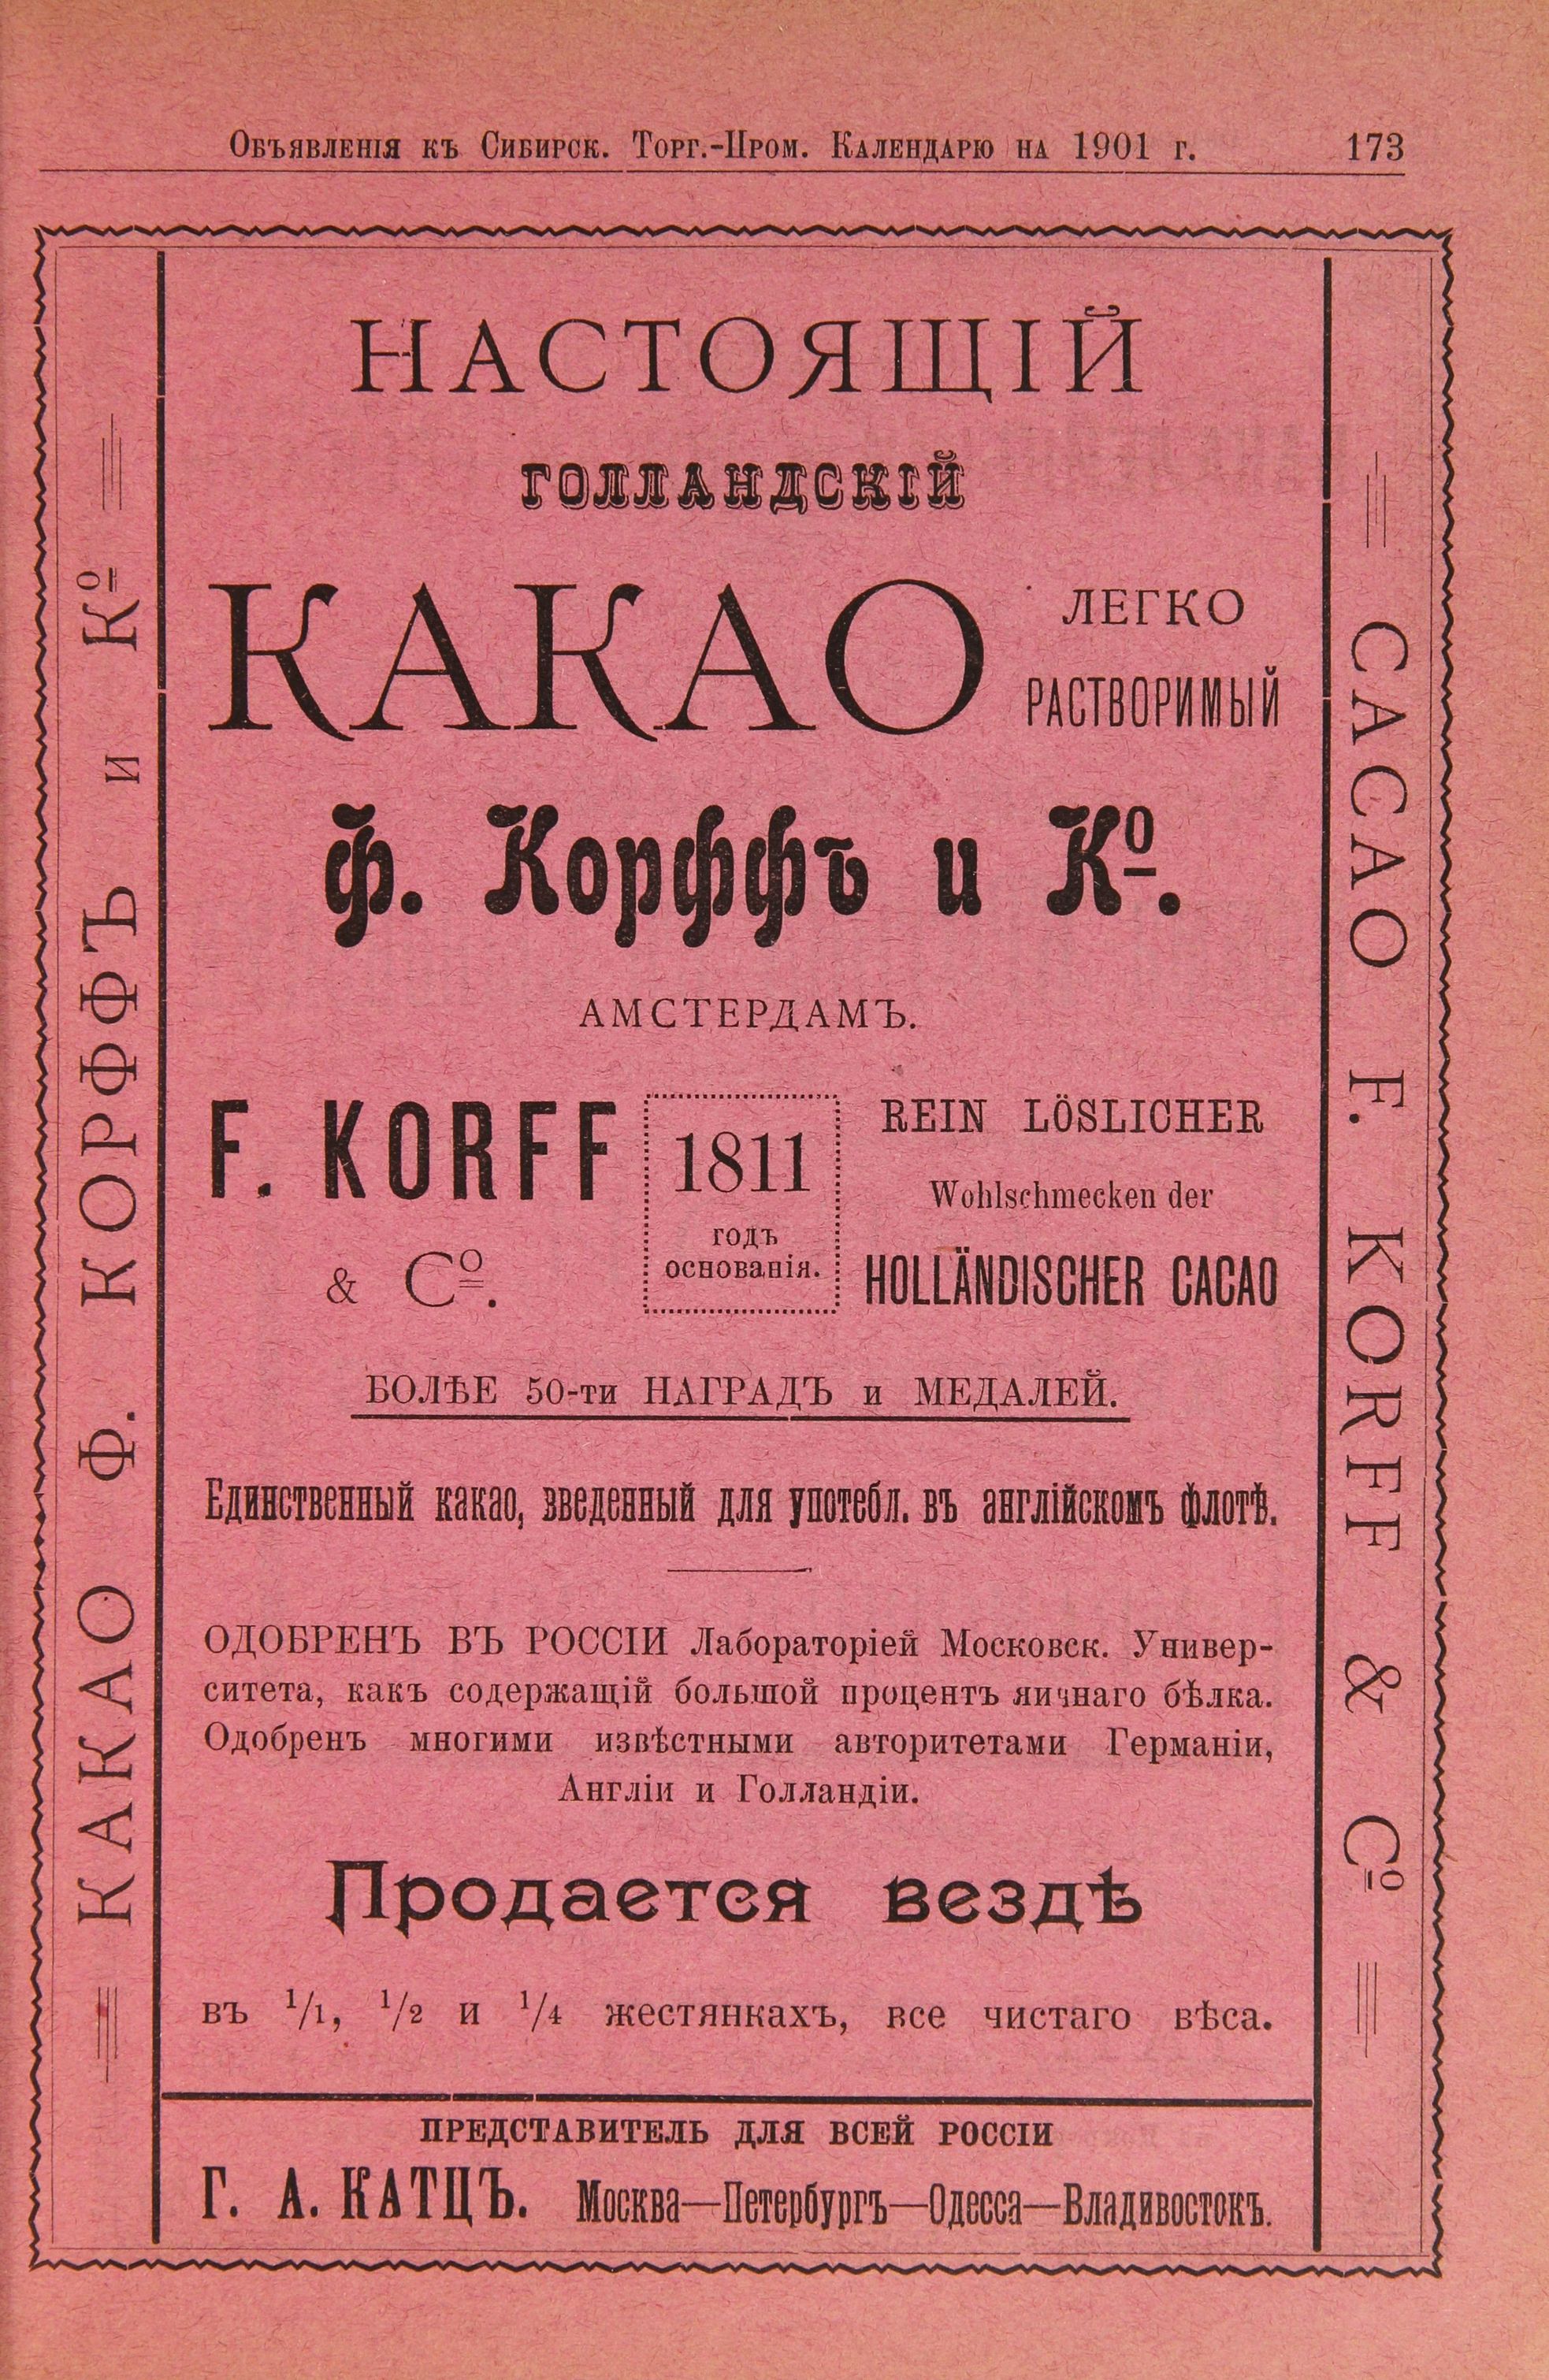 Объявленія къ Сибирск. Торг.-Пром. Календарю на 1901 г. 173
КАКАО Ф. КОРФФЪ и Кº
НАСТОЯЩІЙ
ГОЛЛАНДСКІЙ
КАКАО
ЛЕГКО
РАСТВОРИМЫЙ
Ф. Корффъ и Кº.
АМСТЕРДАМЪ.
F. KORFF
& Cº.
1811
годъ
основанія.
REIN LÖSLICHER
Wohlschmecken der
HOLLÄNDISCHER CACAO
БОЛѢЕ 50-ти НАГРАДЪ и МЕДАЛЕЙ.
Единственный какао, введенный для употебл. въ англійскомъ флотѣ.
ОДОБРЕНЪ ВЪ РОССІИ Лабораторіей Московск. Универ-
ситета, какъ содержащій большой процентъ яичнаго бѣлка.
Одобренъ многими извѣстными авторитетами Германіи,
Англіи и Голландіи.
Продается вездѣ
въ 1/1, 1/2 и 1/4 жестянкахъ, все чистаго вѣса.
ПРЕДСТАВИТЕЛЬ ДЛЯ ВСЕЙ РОССІИ
Г. А. КАТЦЪ. Москва—Петербургъ—Одесса—Владивостокъ.
CACAO F. KORFF & Cº